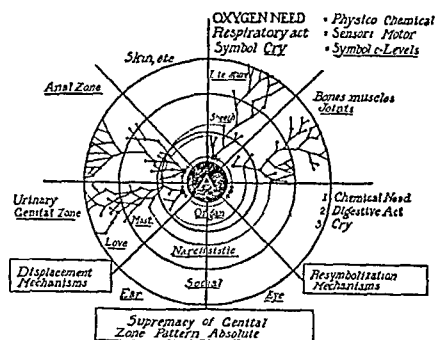 OXYGEN NEED
Respiratory act
Symbol Cry
• Physico Chemical
• Sensori Motor
• Symbolic-Levels
Skin, etc
Anal Zone
Bones muscles
Joints
Speech
Urinary
Genital Zone
1 Chemical Need
2 Digestive Act
3 Cry
Organ
Mast.
Love
Narcissistic
Social
Displacement
Mechanisms
Resymbolization
Mechanisms
Ear
Eye
Supremacy of Genital
Zone Pattern Absolute